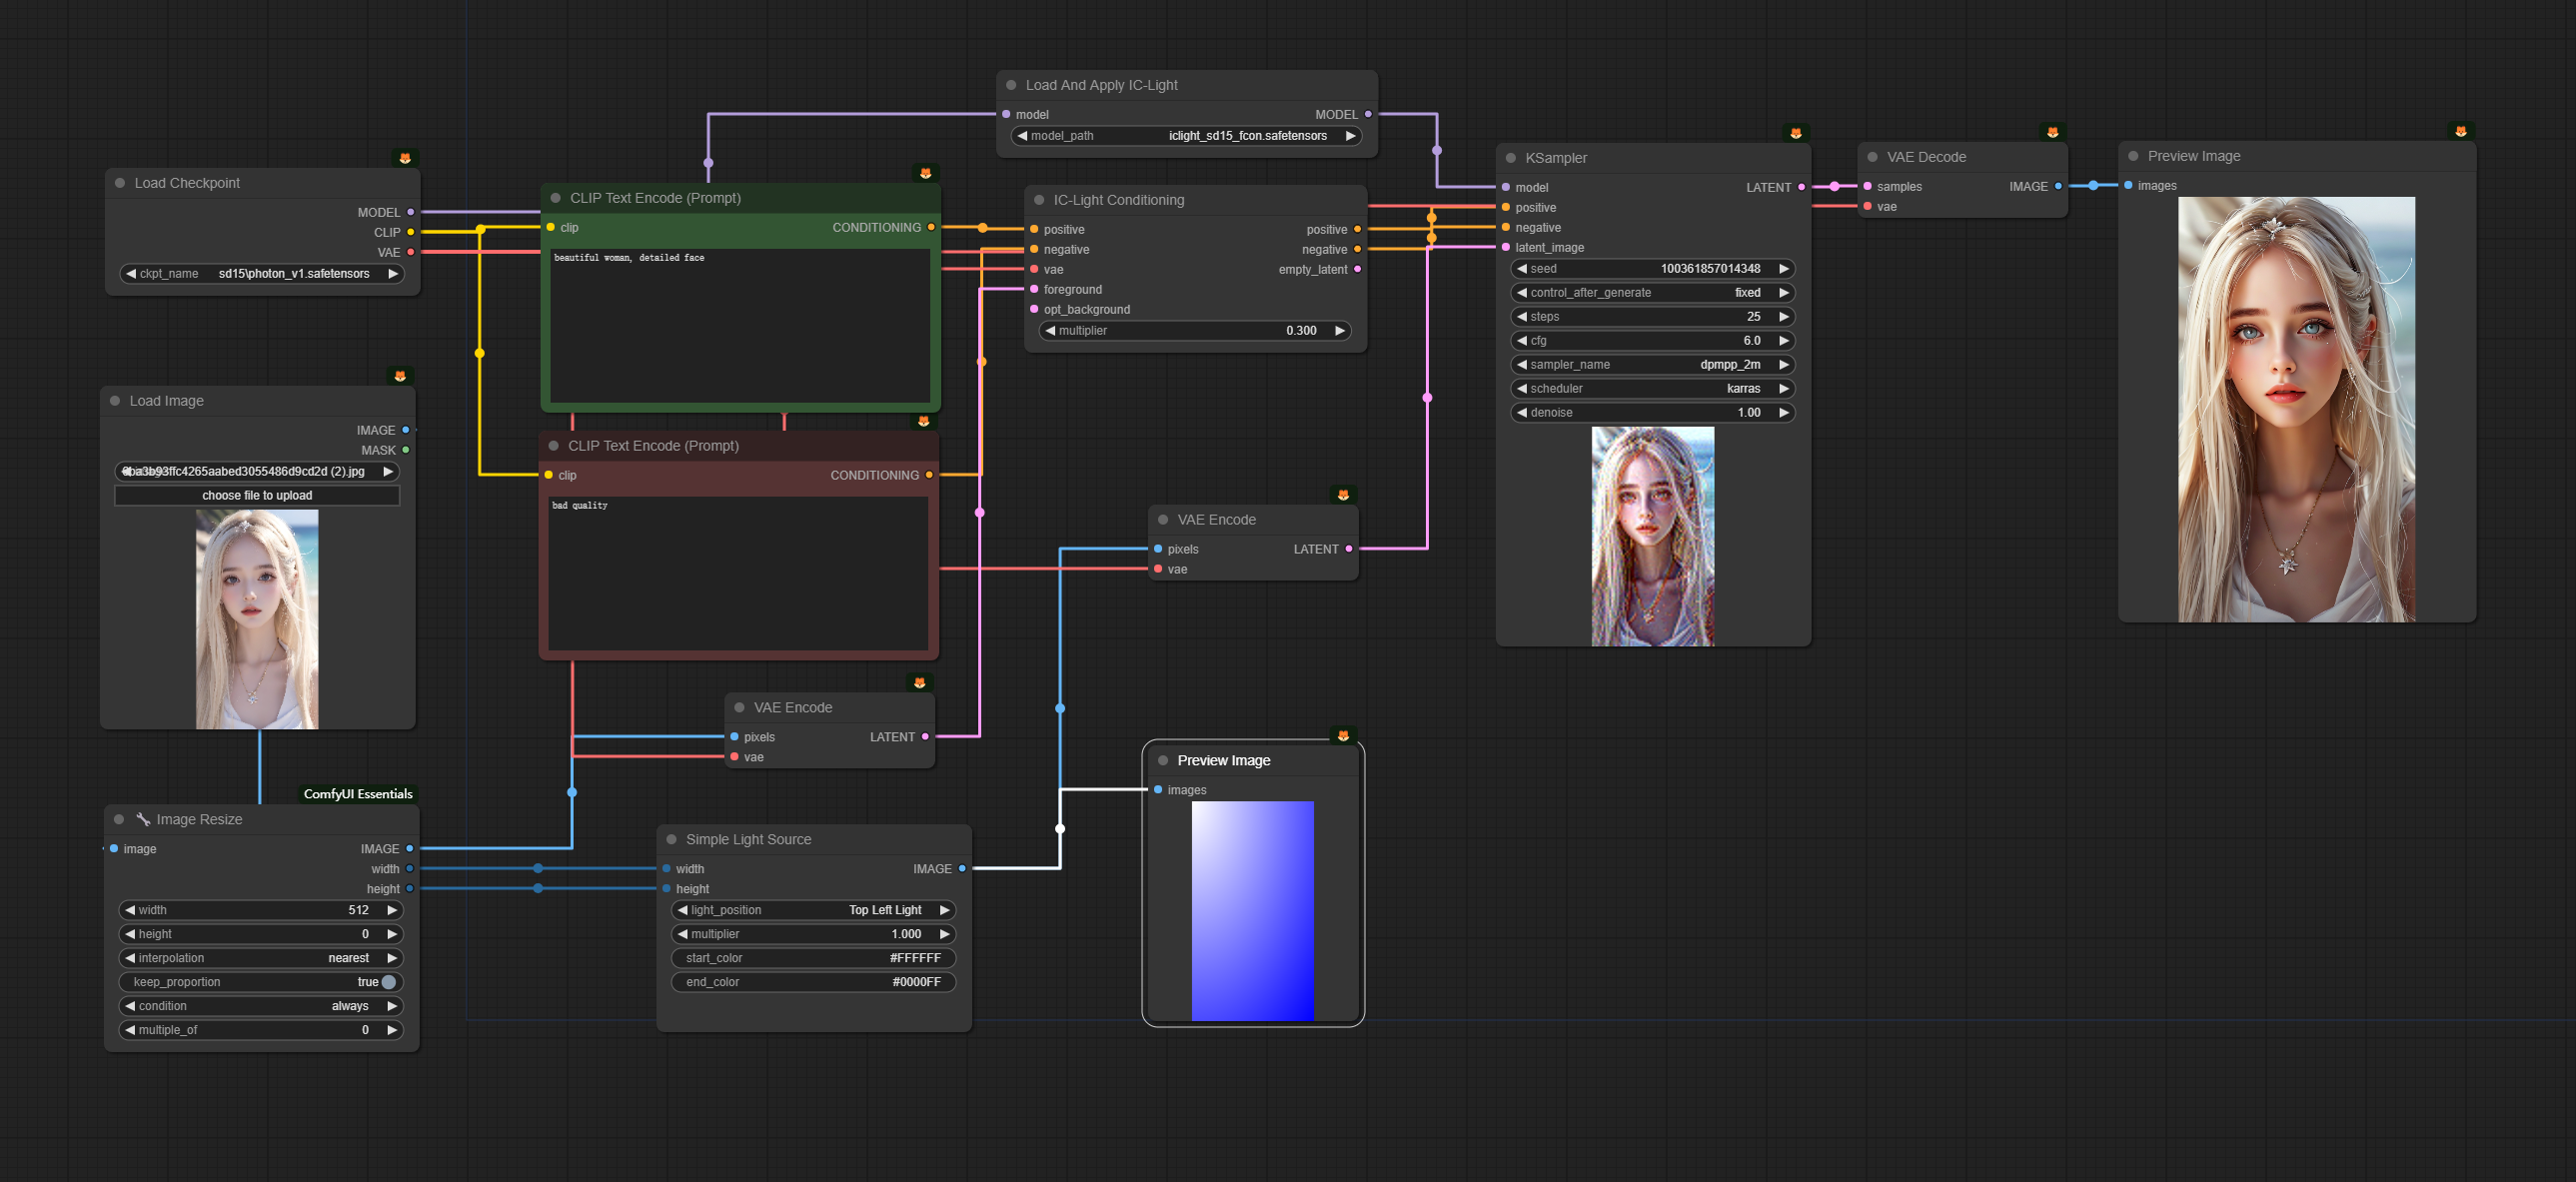 Load And Apply IC-Light
model MODEL
model_path iclight_sd15_fcon.safetensors
Load Checkpoint
MODEL
CLIP
VAE
ckpt_name sd15\photon_v1.safetensors
CLIP Text Encode (Prompt)
clip CONDITIONING
beautiful woman, detailed face
IC-Light Conditioning
positive positive
negative negative
vae empty_latent
foreground
opt_background
multiplier 0.300
KSampler
model LATENT
positive
negative
latent_image
seed 100361857014348
control_after_generate fixed
steps 25
cfg 6.0
sampler_name dpmpp_2m
scheduler karras
denoise 1.00
VAE Decode
samples IMAGE
vae
Preview Image
images
Load Image
IMAGE
MASK
choose file to upload
CLIP Text Encode (Prompt)
clip CONDITIONING
bad quality
VAE Encode
pixels LATENT
vae
VAE Encode
pixels LATENT
vae
ComfyUI Essentials
Image Resize
image IMAGE
width
height
width 512
height 0
interpolation nearest
keep_proportion true
condition always
multiple_of 0
Simple Light Source
width IMAGE
height
light_position Top Left Light
multiplier 1.000
start_color #FFFFFF
end_color #0000FF
Preview Image
images